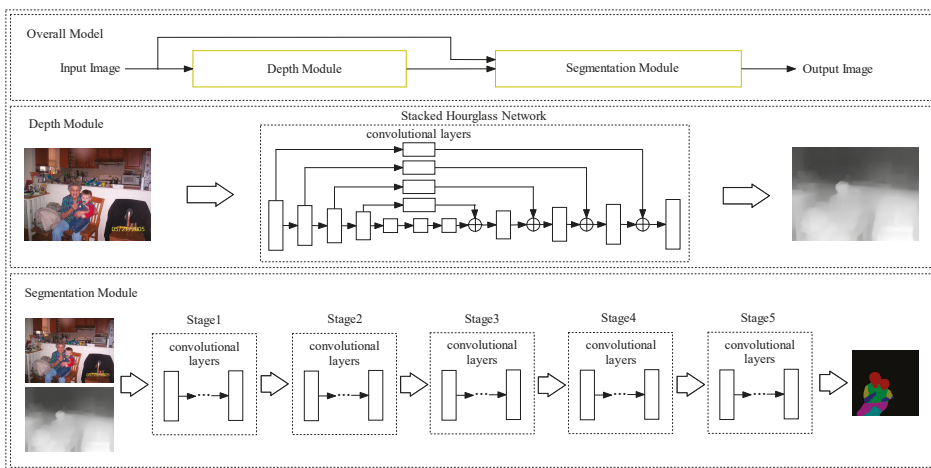 Overall Model
Input Image
Depth Module
Segmentation Module
Output Image
Depth Module
Stacked Hourglass Network
convolutional layers
Segmentation Module
Stage1
Stage2
Stage3
Stage4
Stage5
convolutional
layers
convolutional
layers
convolutional
layers
convolutional
layers
convolutional
layers